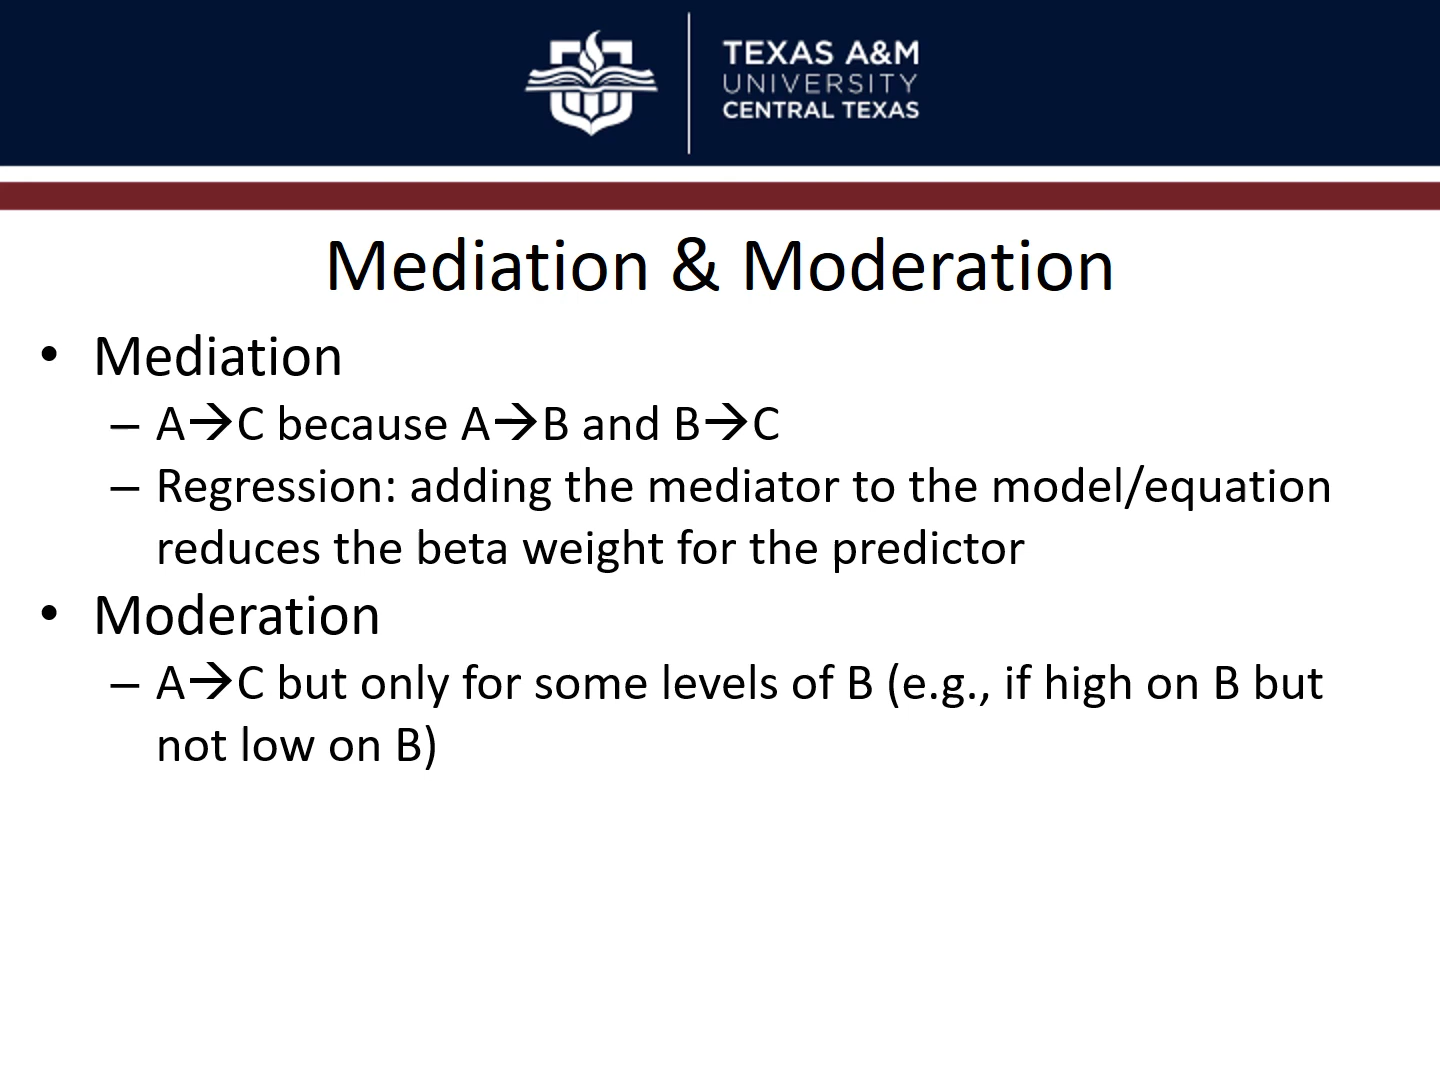 TEXAS A&M
UNIVERSITY
CENTRAL TEXAS
Mediation & Moderation
• Mediation
– A→C because A→B and B→C
– Regression: adding the mediator to the model/equation
reduces the beta weight for the predictor
• Moderation
– A→C but only for some levels of B (e.g., if high on B but
not low on B)